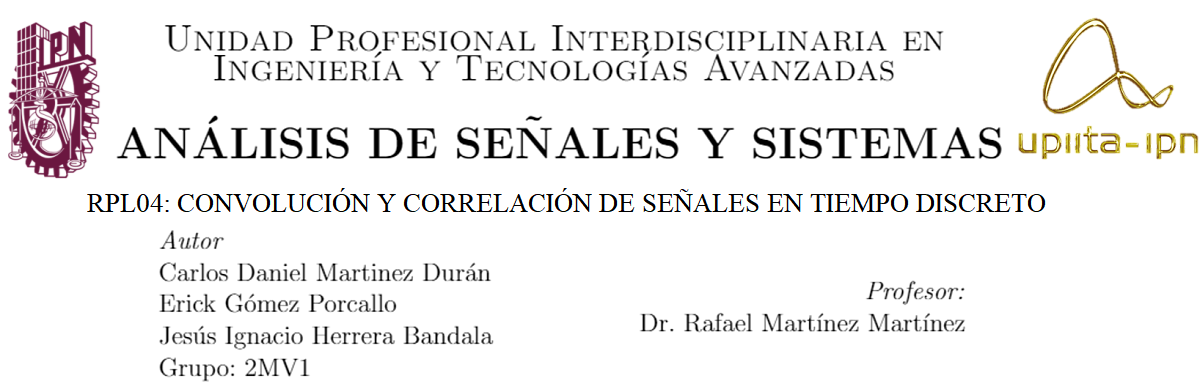 IPN
UNIDAD PROFESIONAL INTERDISCIPLINARIA EN
INGENIERÍA Y TECNOLOGÍAS AVANZADAS
ANÁLISIS DE SEÑALES Y SISTEMAS
upiita-ipn
RPL04: CONVOLUCIÓN Y CORRELACIÓN DE SEÑALES EN TIEMPO DISCRETO
Autor
Carlos Daniel Martinez Durán
Erick Gómez Porcallo
Jesús Ignacio Herrera Bandala
Grupo: 2MV1
Profesor:
Dr. Rafael Martínez Martínez